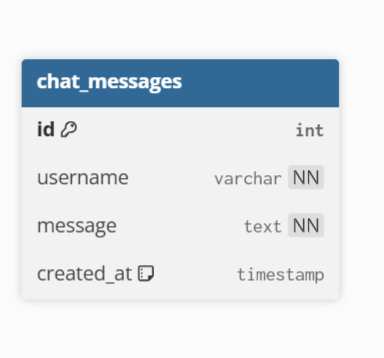 chat_messages
id int
username varchar NN
message text NN
created_at timestamp